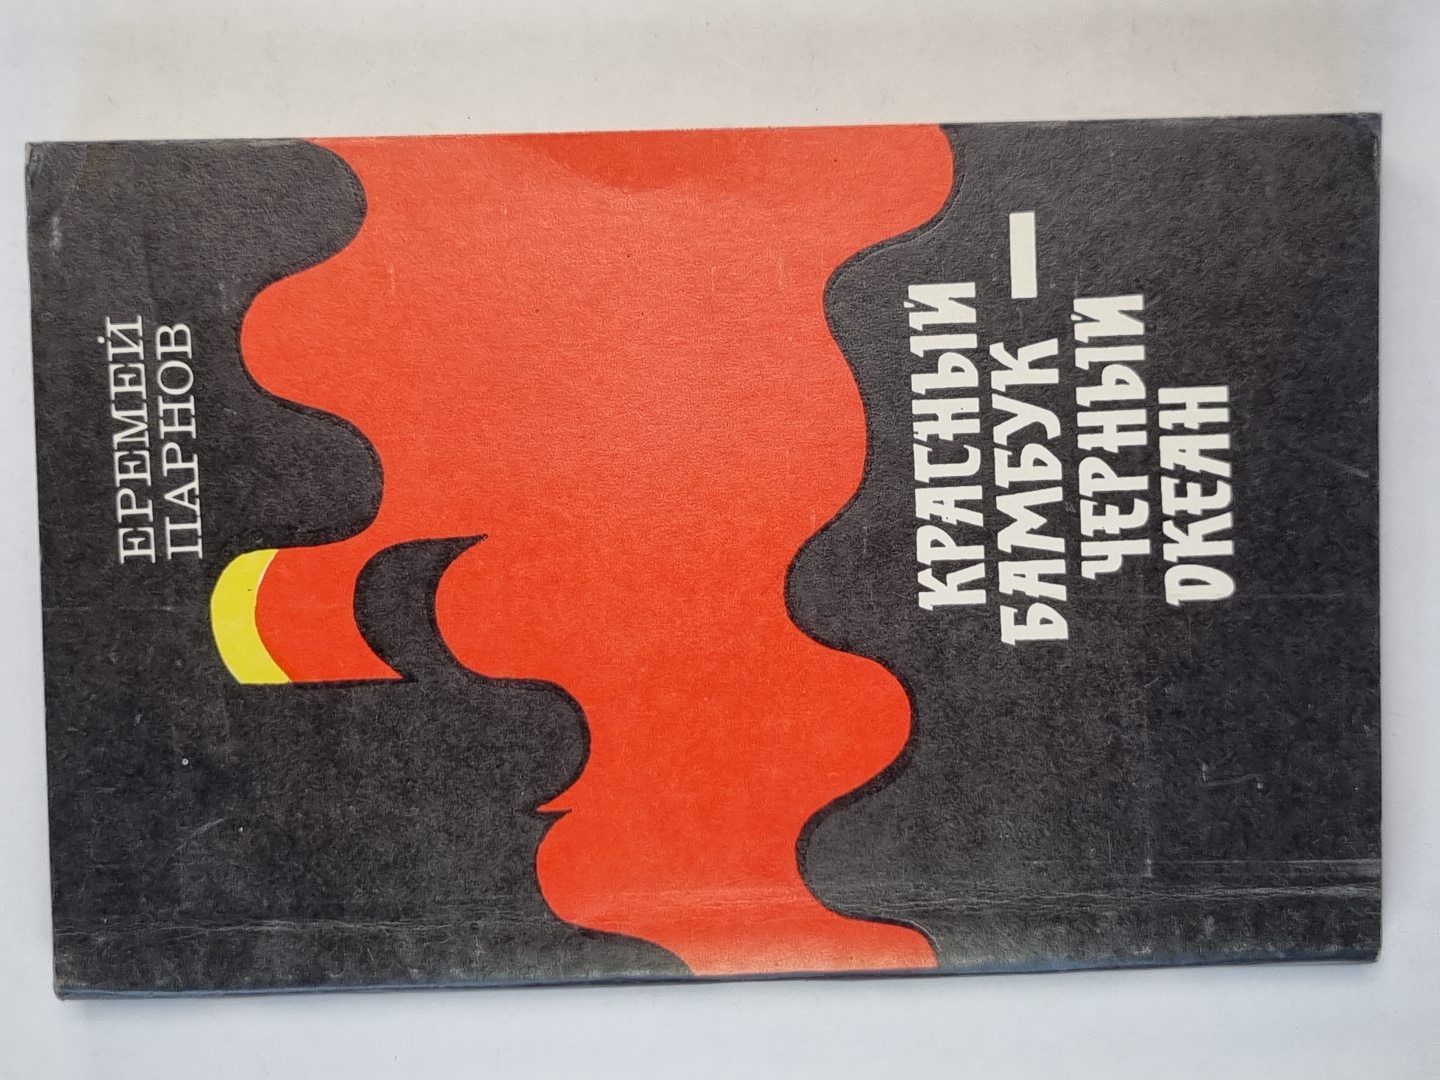 ЕРЕМЕЙ
ПАРНОВ
КРАСНЫЙ
БАМБУК —
ЧЕРНЫЙ
ОКЕАН